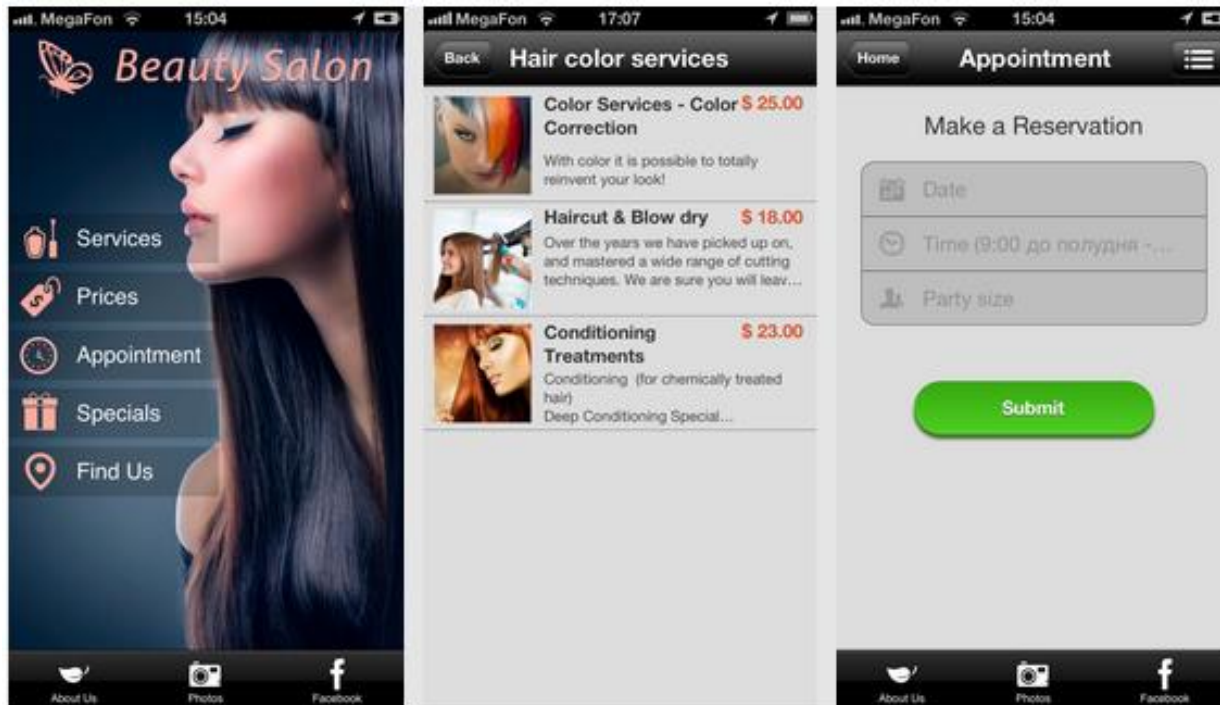 MegaFon 15:04
Beauty Salon
Services
Prices
Appointment
Specials
Find Us
About Us Photos Facebook
MegaFon 17:07
Back Hair color services
Color Services - Color $ 25.00
Correction
With color it is possible to totally
reinvent your look!
Haircut & Blow dry $ 18.00
Over the years we have picked up on,
and mastered a wide range of cutting
techniques. We are sure you will leav...
Conditioning $ 23.00
Treatments
Conditioning (for chemically treated
hair)
Deep Conditioning Special...
MegaFon 15:04
Home Appointment
Make a Reservation
Date
Time (9:00 до полудня -...
Party size
Submit
About Us Photos Facebook